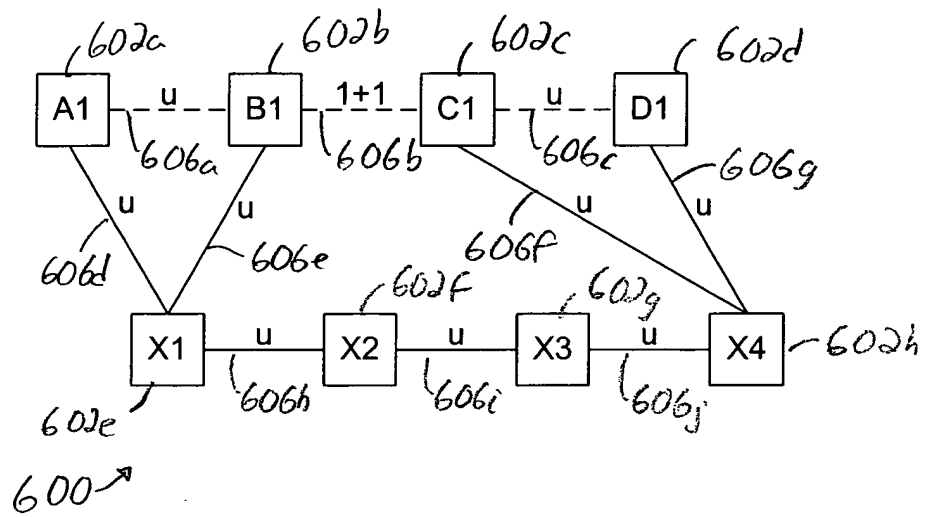 602a 602b 602c 602d
A1 u B1 1+1 C1 u D1
606a 606b 606c 606g
u u u u
606d 606e 606f
602f 602g
X1 u X2 u X3 u X4 602h
602e 606h 606i 606j
600